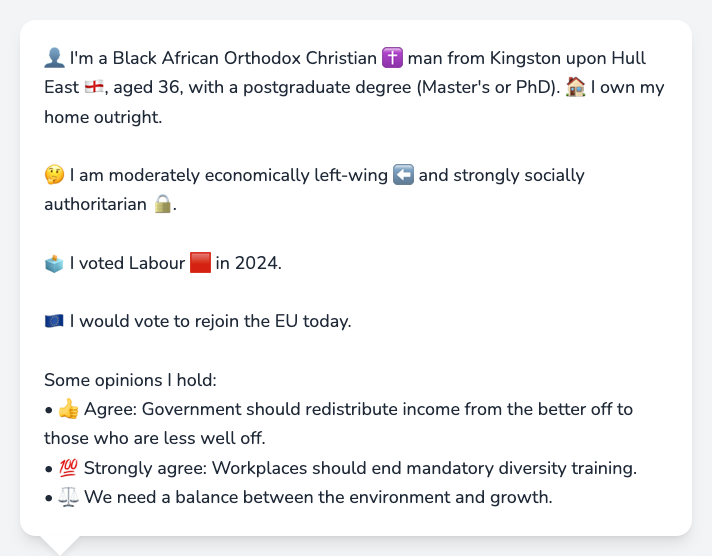 👤 I'm a Black African Orthodox Christian ✝️ man from Kingston upon Hull
East 🏴󠁧󠁢󠁥󠁮󠁧󠁿, aged 36, with a postgraduate degree (Master's or PhD). 🏠 I own my
home outright.
🤔 I am moderately economically left-wing ⬅️ and strongly socially
authoritarian 🔒.
🗳️ I voted Labour 🟥 in 2024.
🇪🇺 I would vote to rejoin the EU today.
Some opinions I hold:
• 👍 Agree: Government should redistribute income from the better off to
those who are less well off.
• 💯 Strongly agree: Workplaces should end mandatory diversity training.
• ⚖️ We need a balance between the environment and growth.